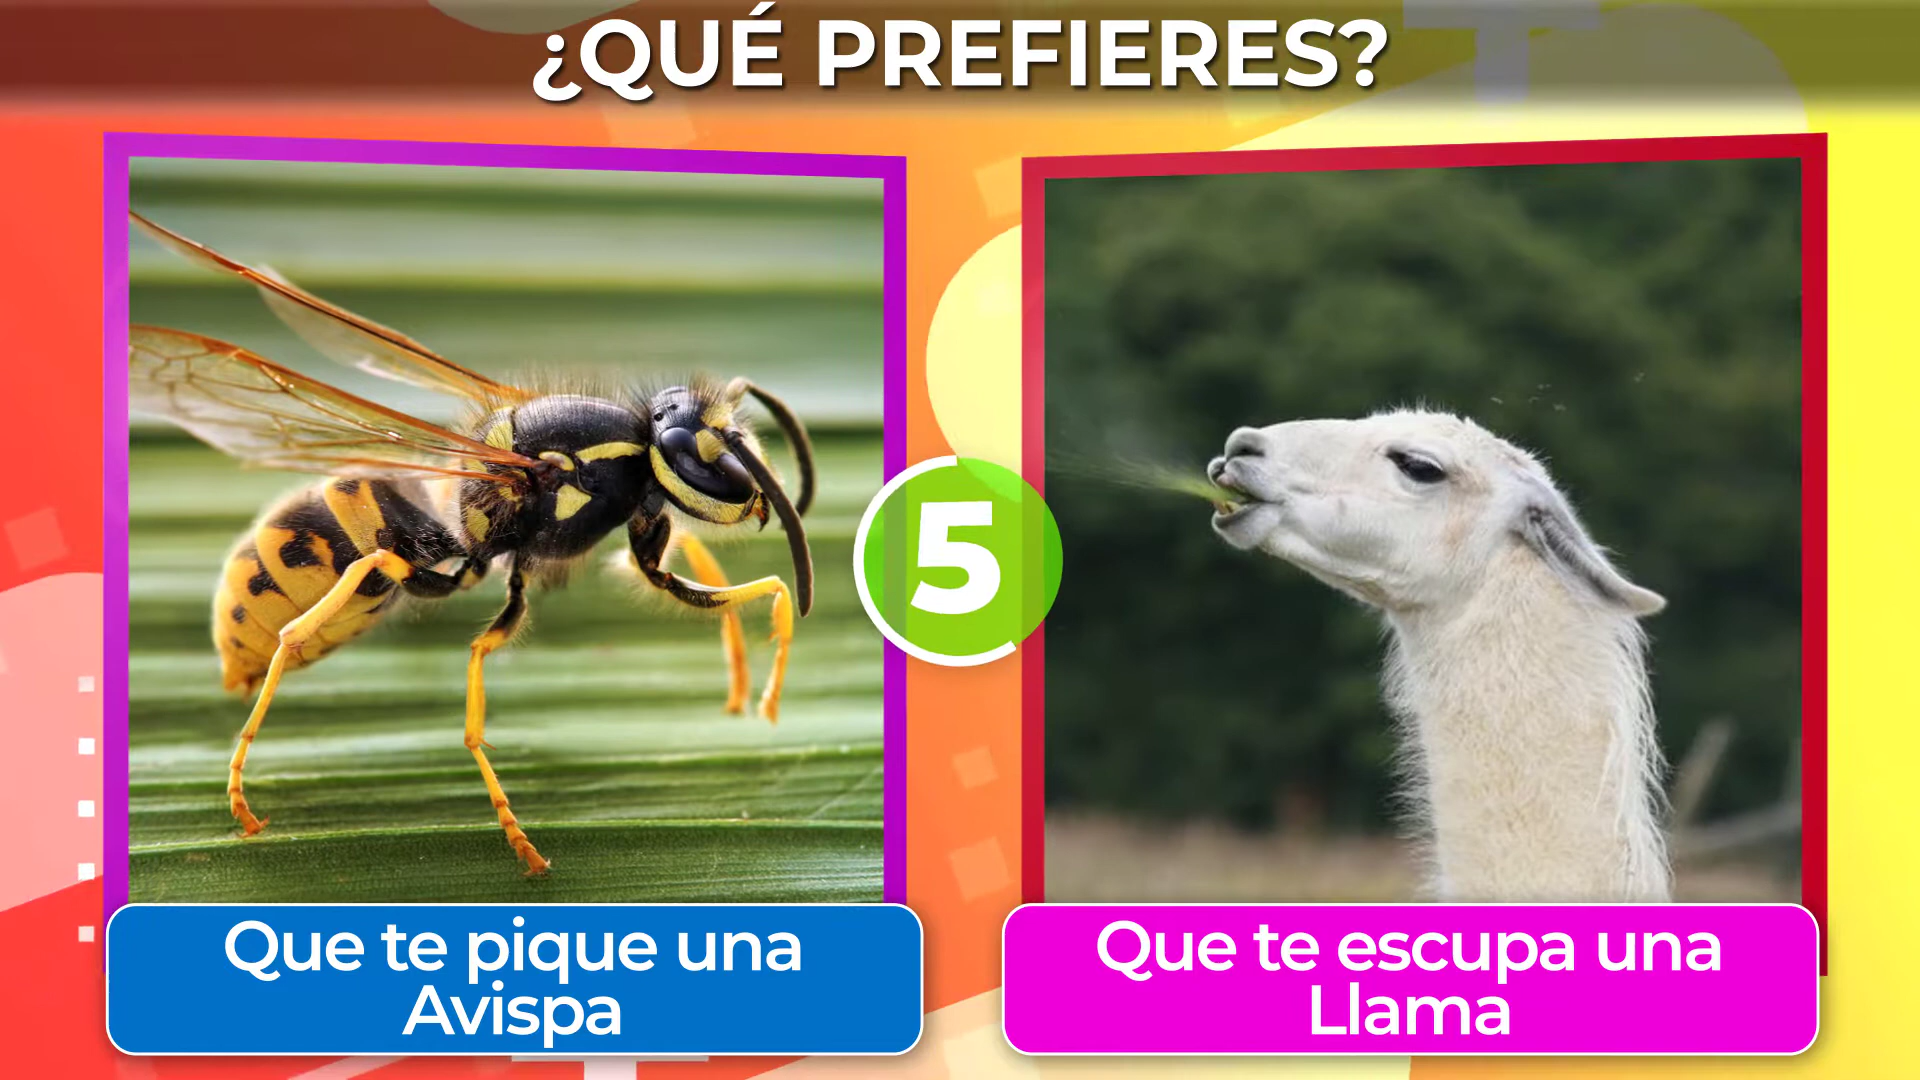 ¿QUÉ PREFIERES?
5
Que te pique una
Avispa
Que te escupa una
Llama